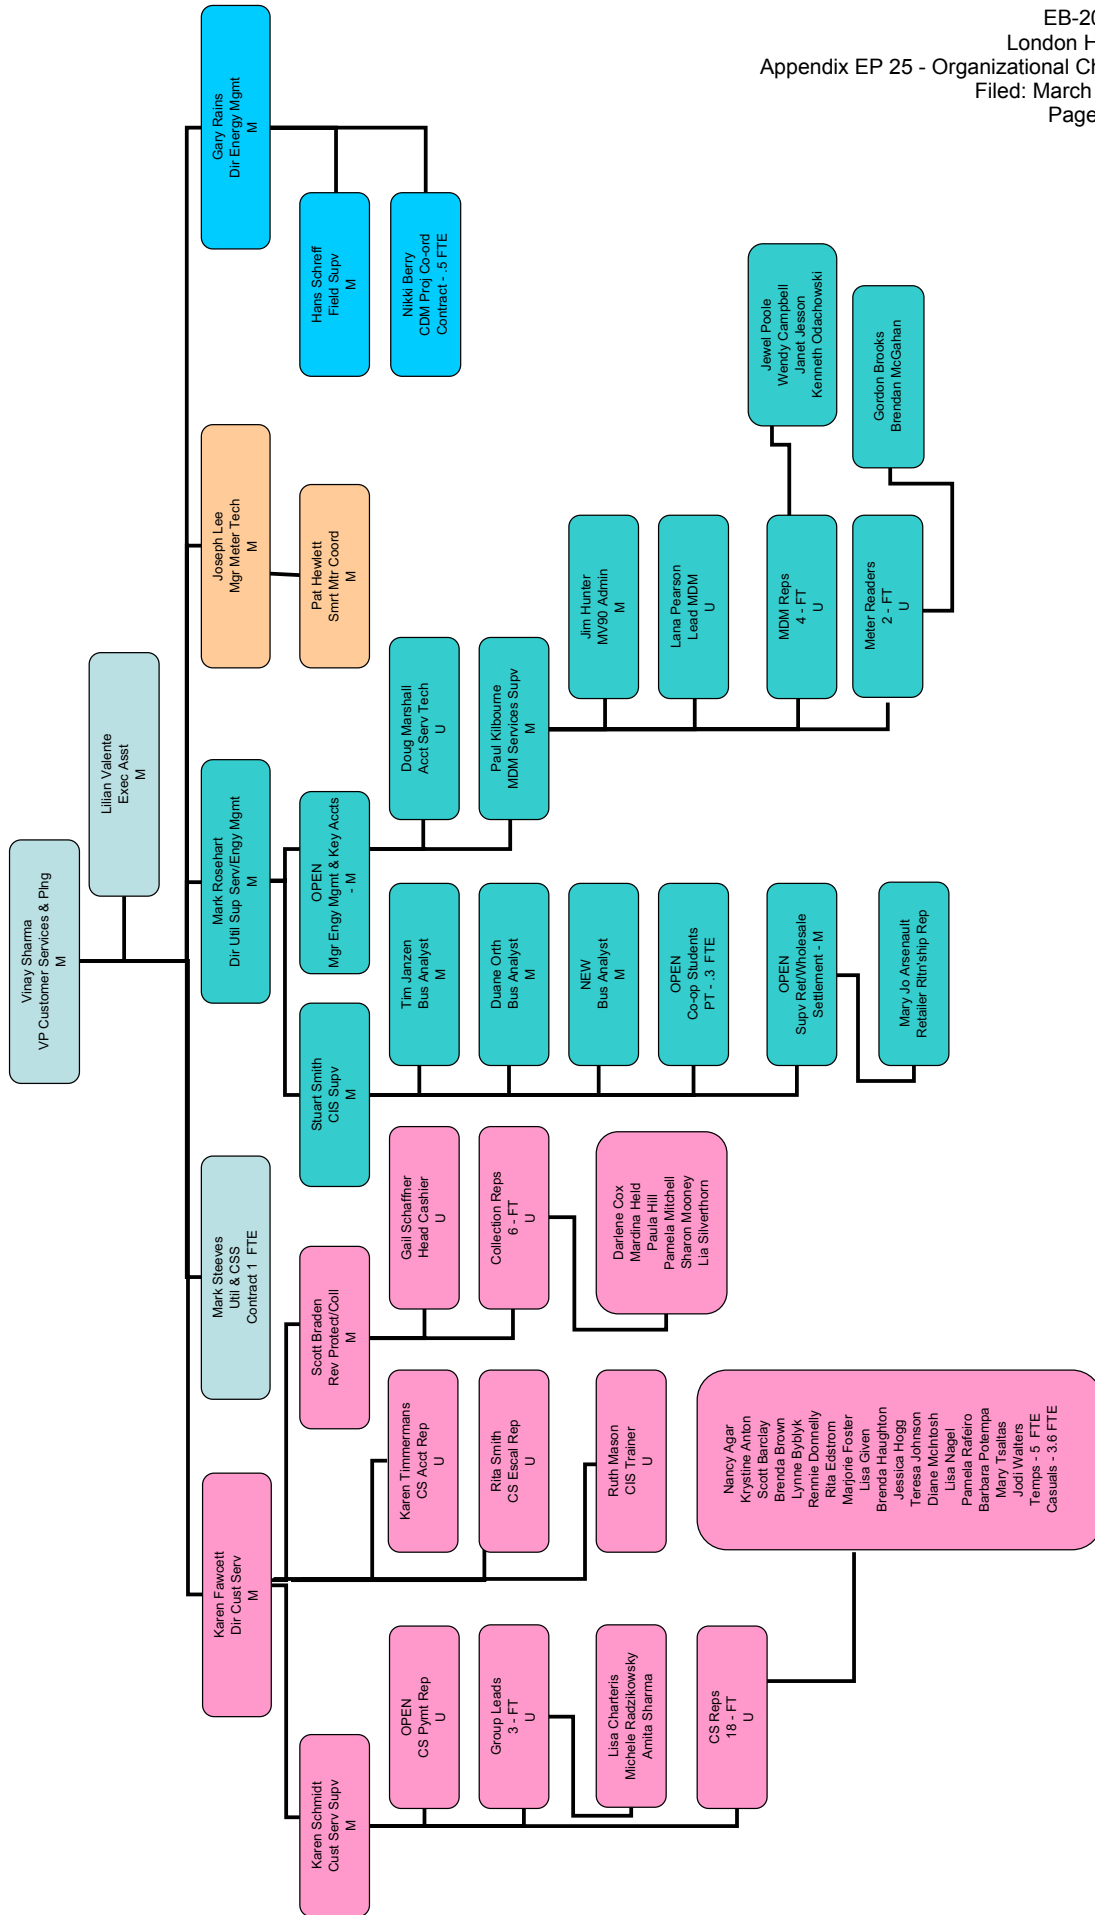 EB-20
London H
Appendix EP 25 - Organizational Ch
Filed: March
Page
Vinay Sharma
VP Customer Services & Plng
M
Lilian Valente
Exec Asst
M
Karen Fawcett
Dir Cust Serv
M
Mark Steeves
Util & CSS
Contract 1 FTE
Mark Rosehart
Dir Util Sup Serv/Engy Mgmt
M
Joseph Lee
Mgr Meter Tech
M
Gary Rains
Dir Energy Mgmt
M
Karen Schmidt
Cust Serv Supv
M
Scott Braden
Rev Protect/Coll
M
Stuart Smith
CIS Supv
M
OPEN
Mgr Engy Mgmt & Key Accts
- M
Pat Hewlett
Smrt Mtr Coord
M
Hans Schreff
Field Supv
M
Nikki Berry
CDM Proj Co-ord
Contract - .5 FTE
OPEN
CS Pymt Rep
U
Group Leads
3 - FT
U
Lisa Charteris
Michele Radzikowsky
Amita Sharma
CS Reps
18 - FT
U
Nancy Agar
Krystine Anton
Scott Barclay
Brenda Brown
Lynne Byblyk
Rennie Donnelly
Rita Edstrom
Marjorie Foster
Lisa Given
Brenda Haughton
Jessica Hogg
Teresa Johnson
Diane McIntosh
Lisa Nagel
Pamela Rafeiro
Barbara Potempa
Mary Tsaltas
Jodi Walters
Temps - 5 FTE
Casuals - 3.6 FTE
Karen Timmermans
CS Acct Rep
U
Rita Smith
CS Escal Rep
U
Ruth Mason
CIS Trainer
U
Gail Schaffner
Head Cashier
U
Collection Reps
6 - FT
U
Darlene Cox
Mardina Held
Paula Hill
Pamela Mitchell
Sharon Mooney
Lia Silverthorn
Tim Janzen
Bus Analyst
M
Duane Orth
Bus Analyst
M
NEW
Bus Analyst
M
OPEN
Co-op Students
PT - .3 FTE
OPEN
Supv Ret/Wholesale
Settlement - M
Mary Jo Arsenault
Retailer Rltn'ship Rep
Doug Marshall
Acct Serv Tech
U
Paul Kilbourne
MDM Services Supv
M
Jim Hunter
MV90 Admin
M
Lana Pearson
Lead MDM
U
MDM Reps
4 - FT
U
Jewel Poole
Wendy Campbell
Janet Jesson
Kenneth Odachowski
Meter Readers
2 - FT
U
Gordon Brooks
Brendan McGahan